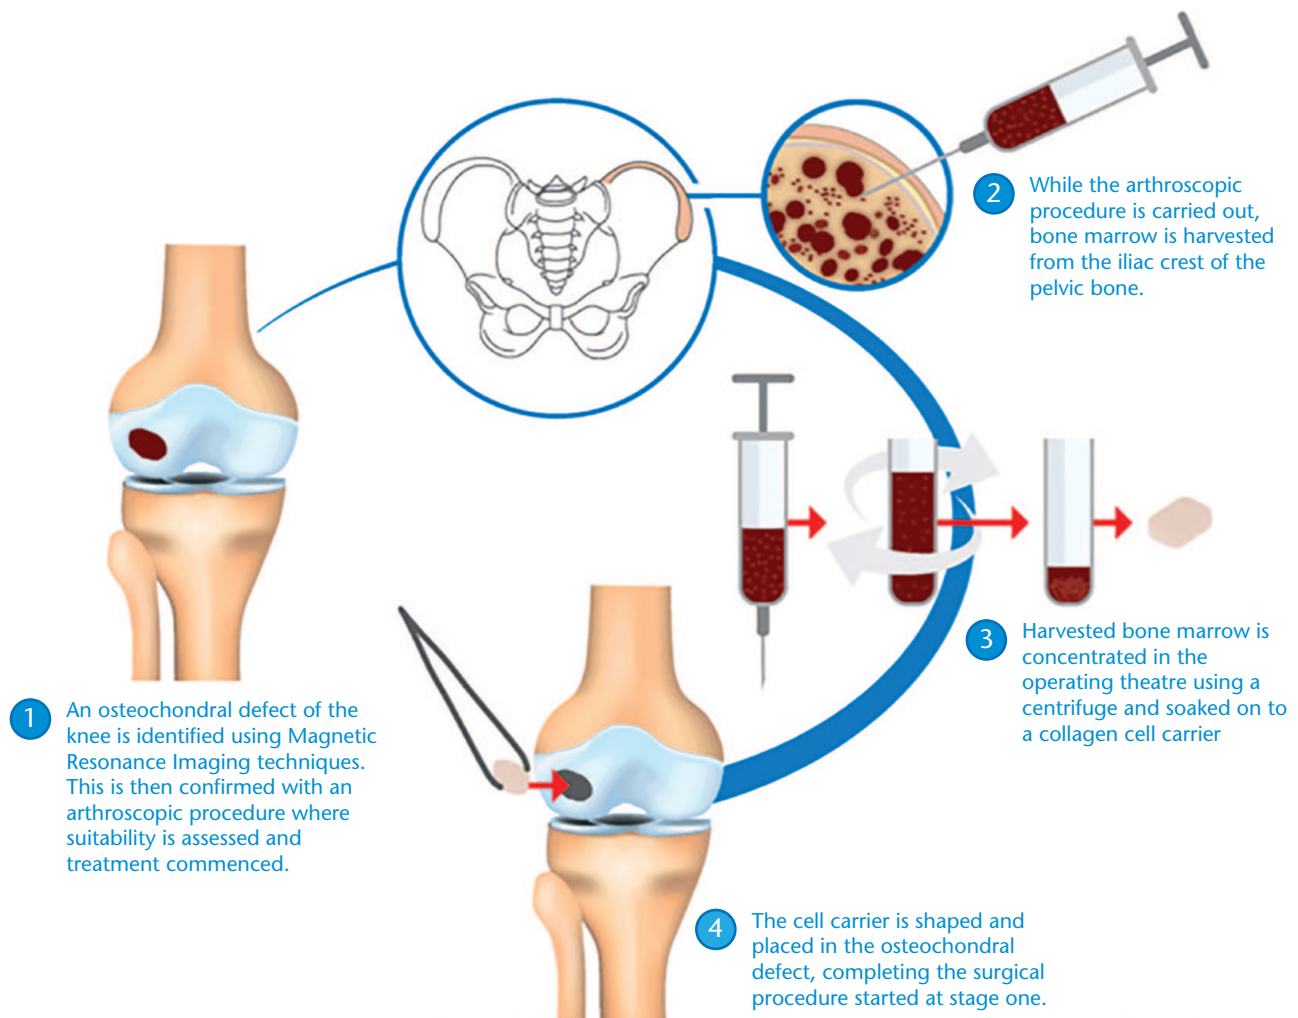 1
An osteochondral defect of the
knee is identified using Magnetic
Resonance Imaging techniques.
This is then confirmed with an
arthroscopic procedure where
suitability is assessed and
treatment commenced.
2
While the arthroscopic
procedure is carried out,
bone marrow is harvested
from the iliac crest of the
pelvic bone.
3
Harvested bone marrow is
concentrated in the
operating theatre using a
centrifuge and soaked on to
a collagen cell carrier
4
The cell carrier is shaped and
placed in the osteochondral
defect, completing the surgical
procedure started at stage one.